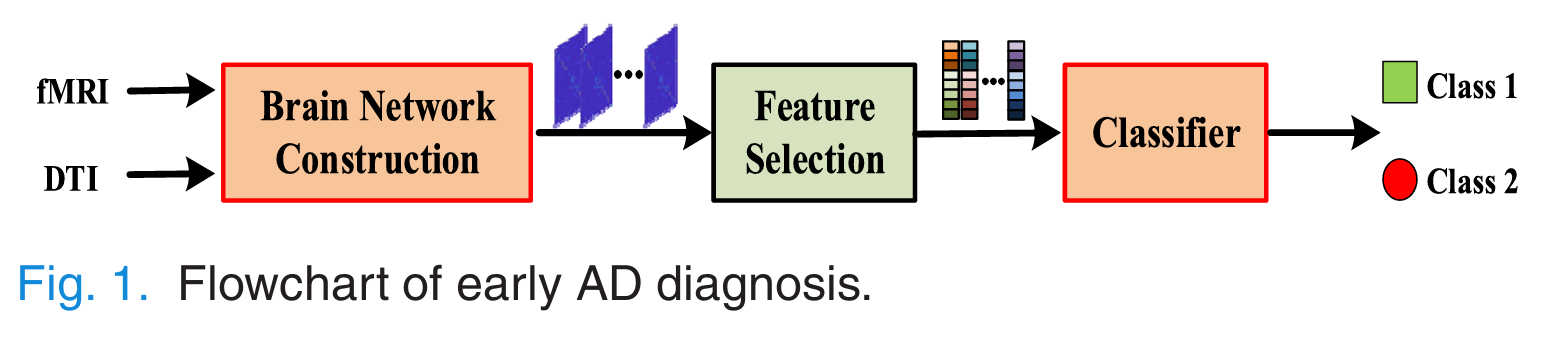 fMRI
DTI
Brain Network
Construction
Feature
Selection
Classifier
Class 1
Class 2
Fig. 1. Flowchart of early AD diagnosis.